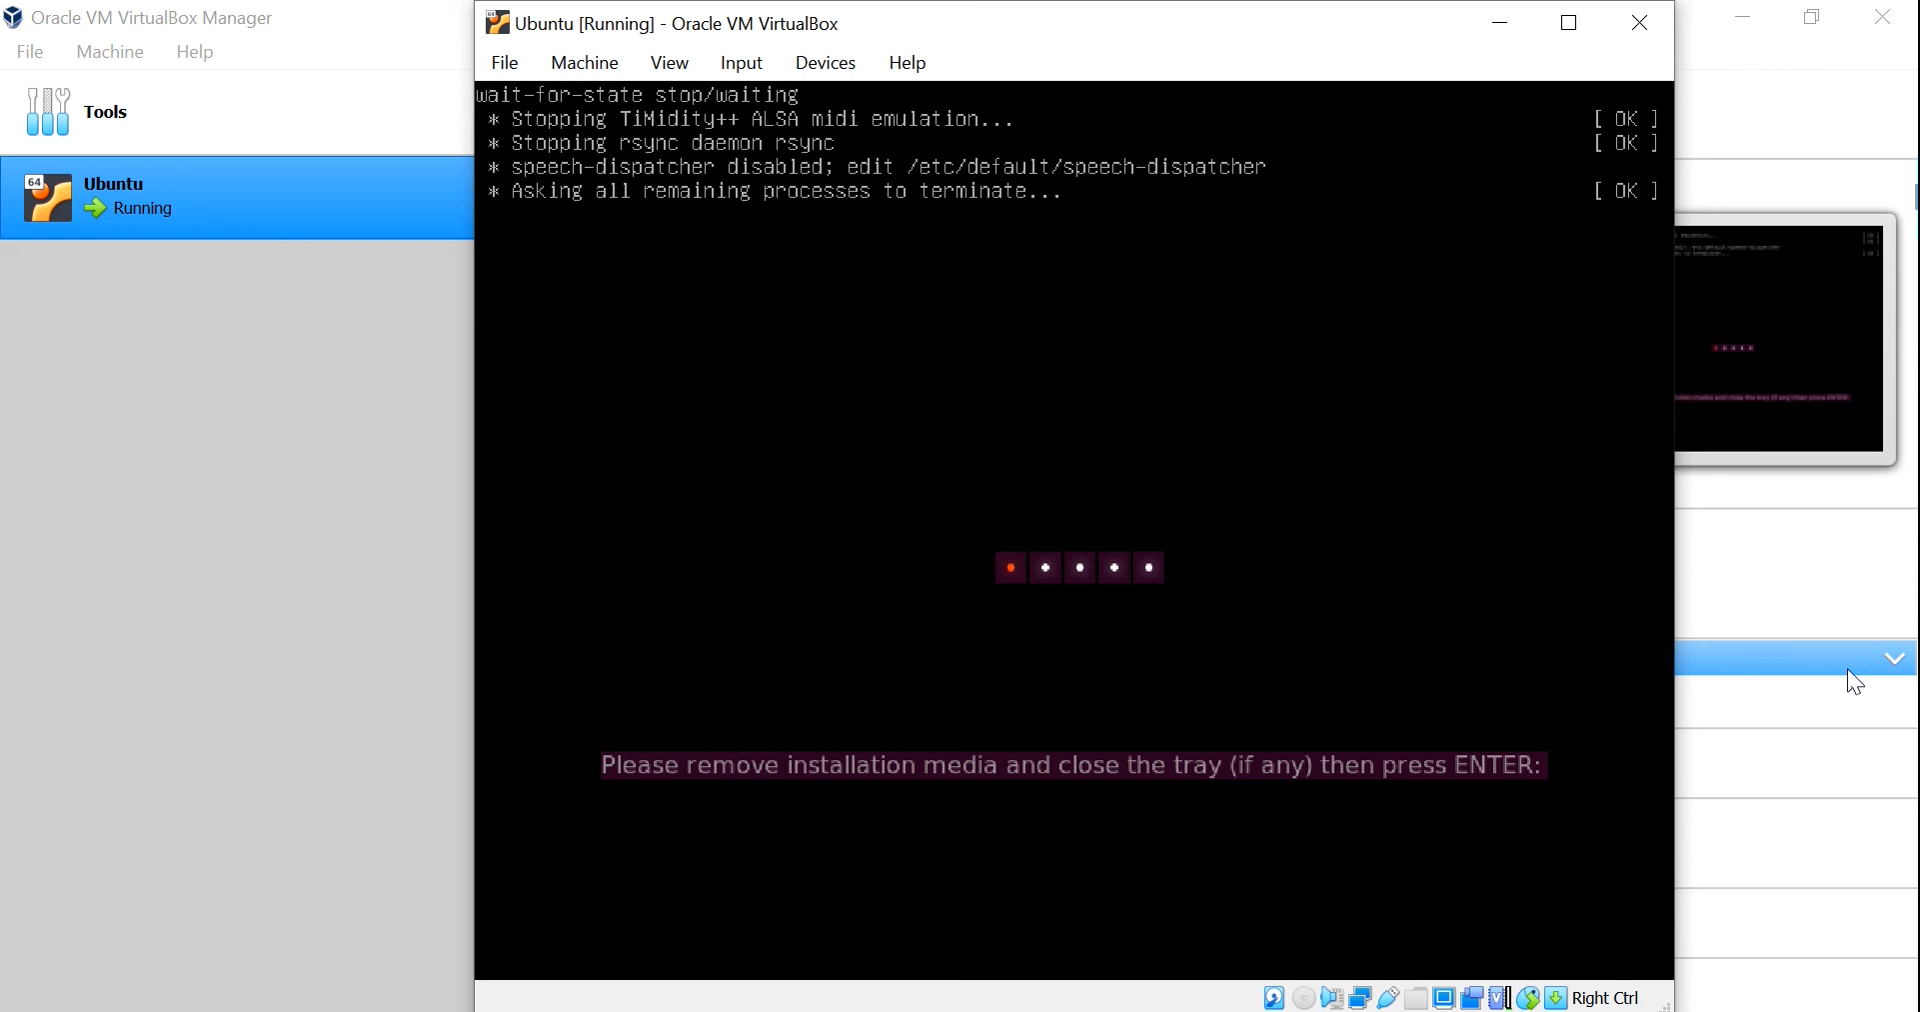 Oracle VM VirtualBox Manager
File Machine Help
Tools
64
Ubuntu
Running
Ubuntu [Running] - Oracle VM VirtualBox
File Machine View Input Devices Help
wait-for-state stop/waiting
* Stopping TiMidity++ ALSA midi emulation... [ OK ]
* Stopping rsync daemon rsync [ OK ]
* speech-dispatcher disabled; edit /etc/default/speech-dispatcher
* Asking all remaining processes to terminate... [ OK ]
Please remove installation media and close the tray (if any) then press ENTER:
Right Ctrl